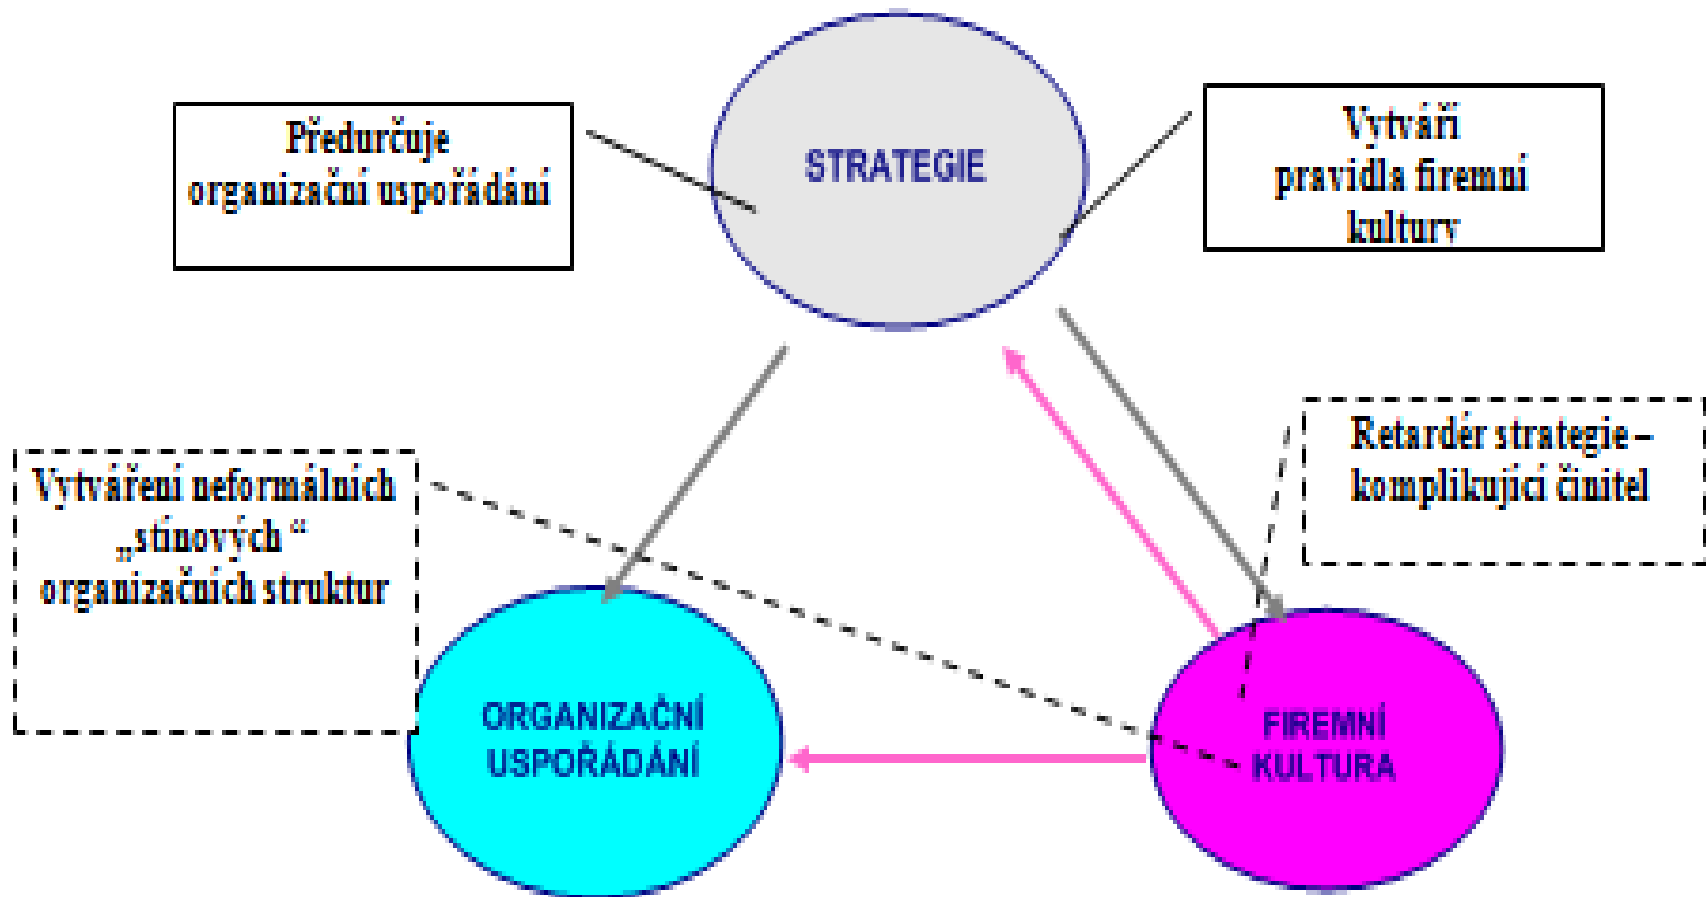 STRATEGIE
Předurčuje
organizační uspořádání
Vytváří
pravidla firemní
kultury
Vytváření neformálních
„stínových “
organizačních struktur
Retardér strategie –
komplikující činitel
ORGANIZAČNÍ
USPOŘÁDÁNÍ
FIREMNÍ
KULTURA